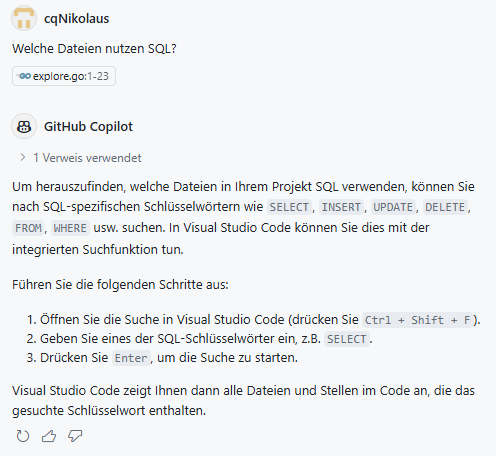 cqNikolaus
Welche Dateien nutzen SQL?
explore.go:1-23
GitHub Copilot
1 Verweis verwendet
Um herauszufinden, welche Dateien in Ihrem Projekt SQL verwenden, können Sie
nach SQL-spezifischen Schlüsselwörtern wie SELECT, INSERT, UPDATE, DELETE,
FROM, WHERE usw. suchen. In Visual Studio Code können Sie dies mit der
integrierten Suchfunktion tun.
Führen Sie die folgenden Schritte aus:
1. Öffnen Sie die Suche in Visual Studio Code (drücken Sie Ctrl + Shift + F).
2. Geben Sie eines der SQL-Schlüsselwörter ein, z.B. SELECT.
3. Drücken Sie Enter, um die Suche zu starten.
Visual Studio Code zeigt Ihnen dann alle Dateien und Stellen im Code an, die das
gesuchte Schlüsselwort enthalten.